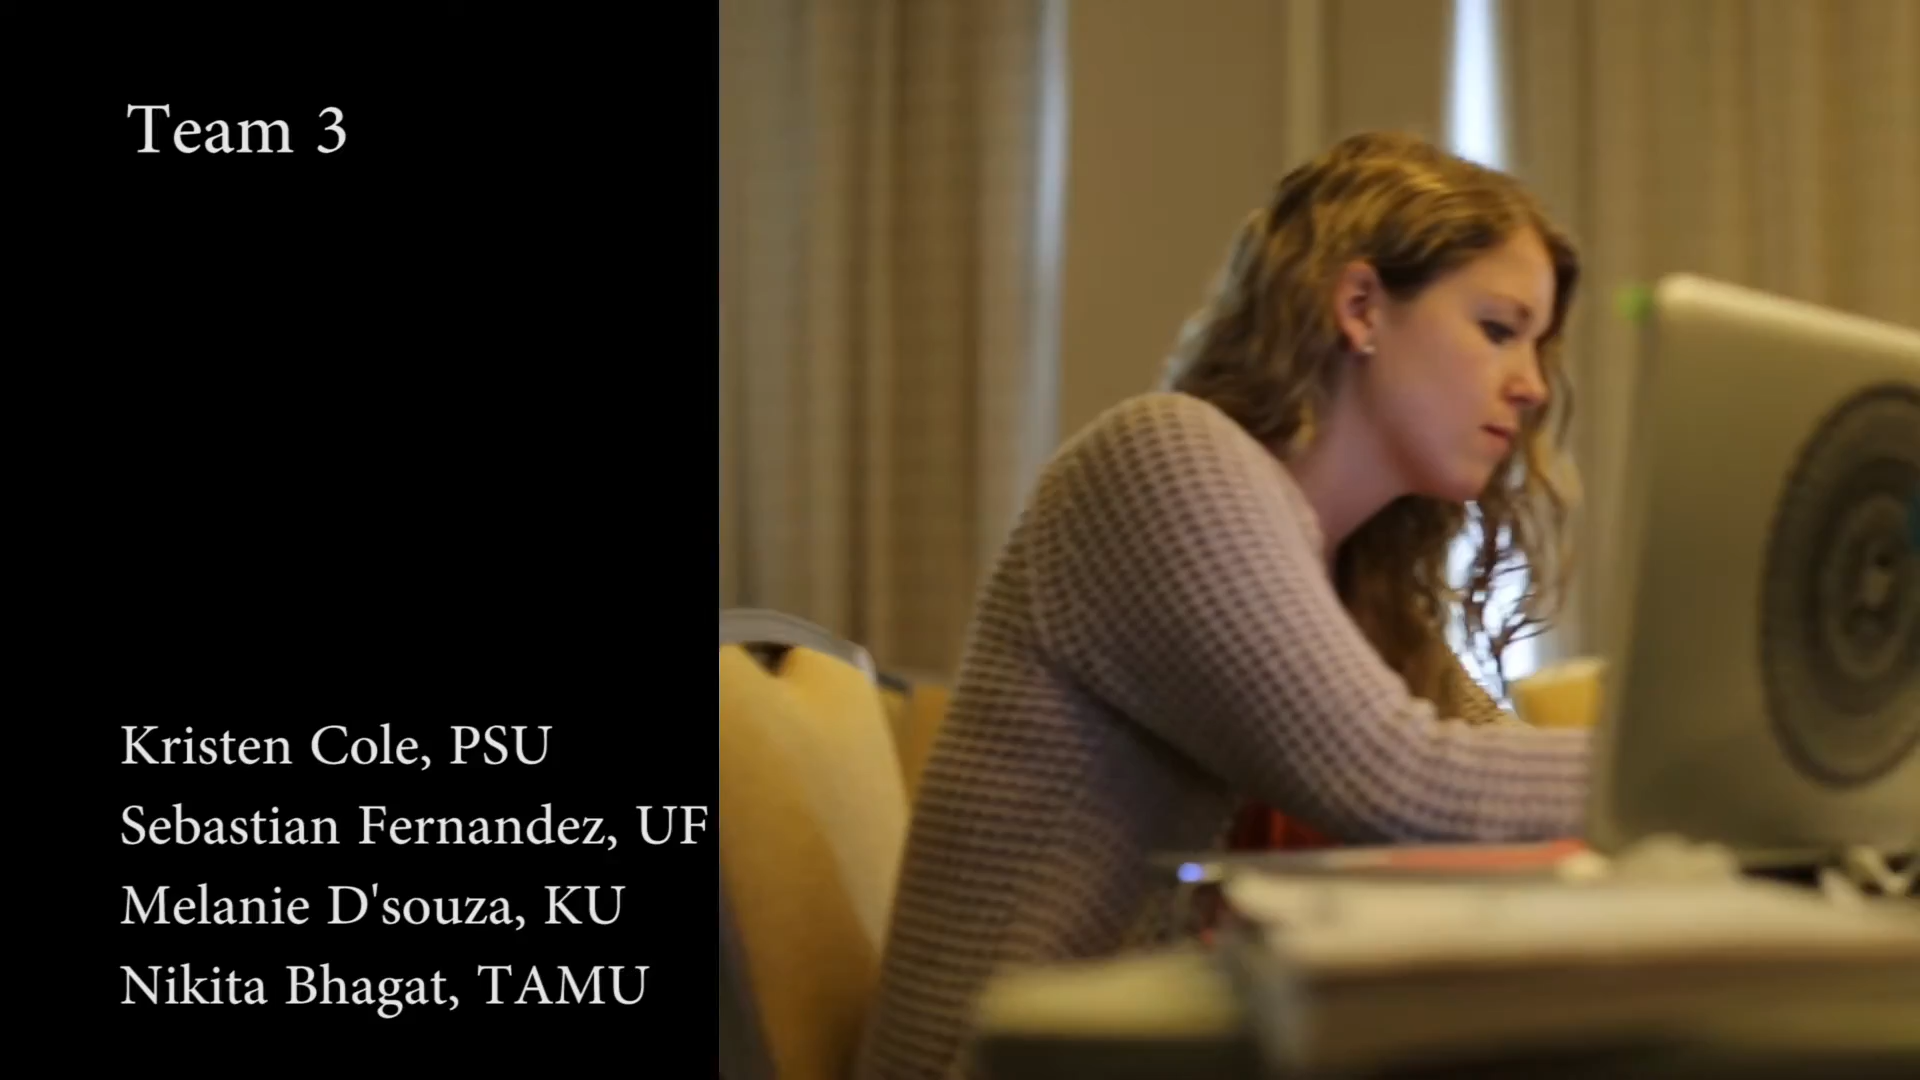 Team 3
Kristen Cole, PSU
Sebastian Fernandez, UF
Melanie D'souza, KU
Nikita Bhagat, TAMU